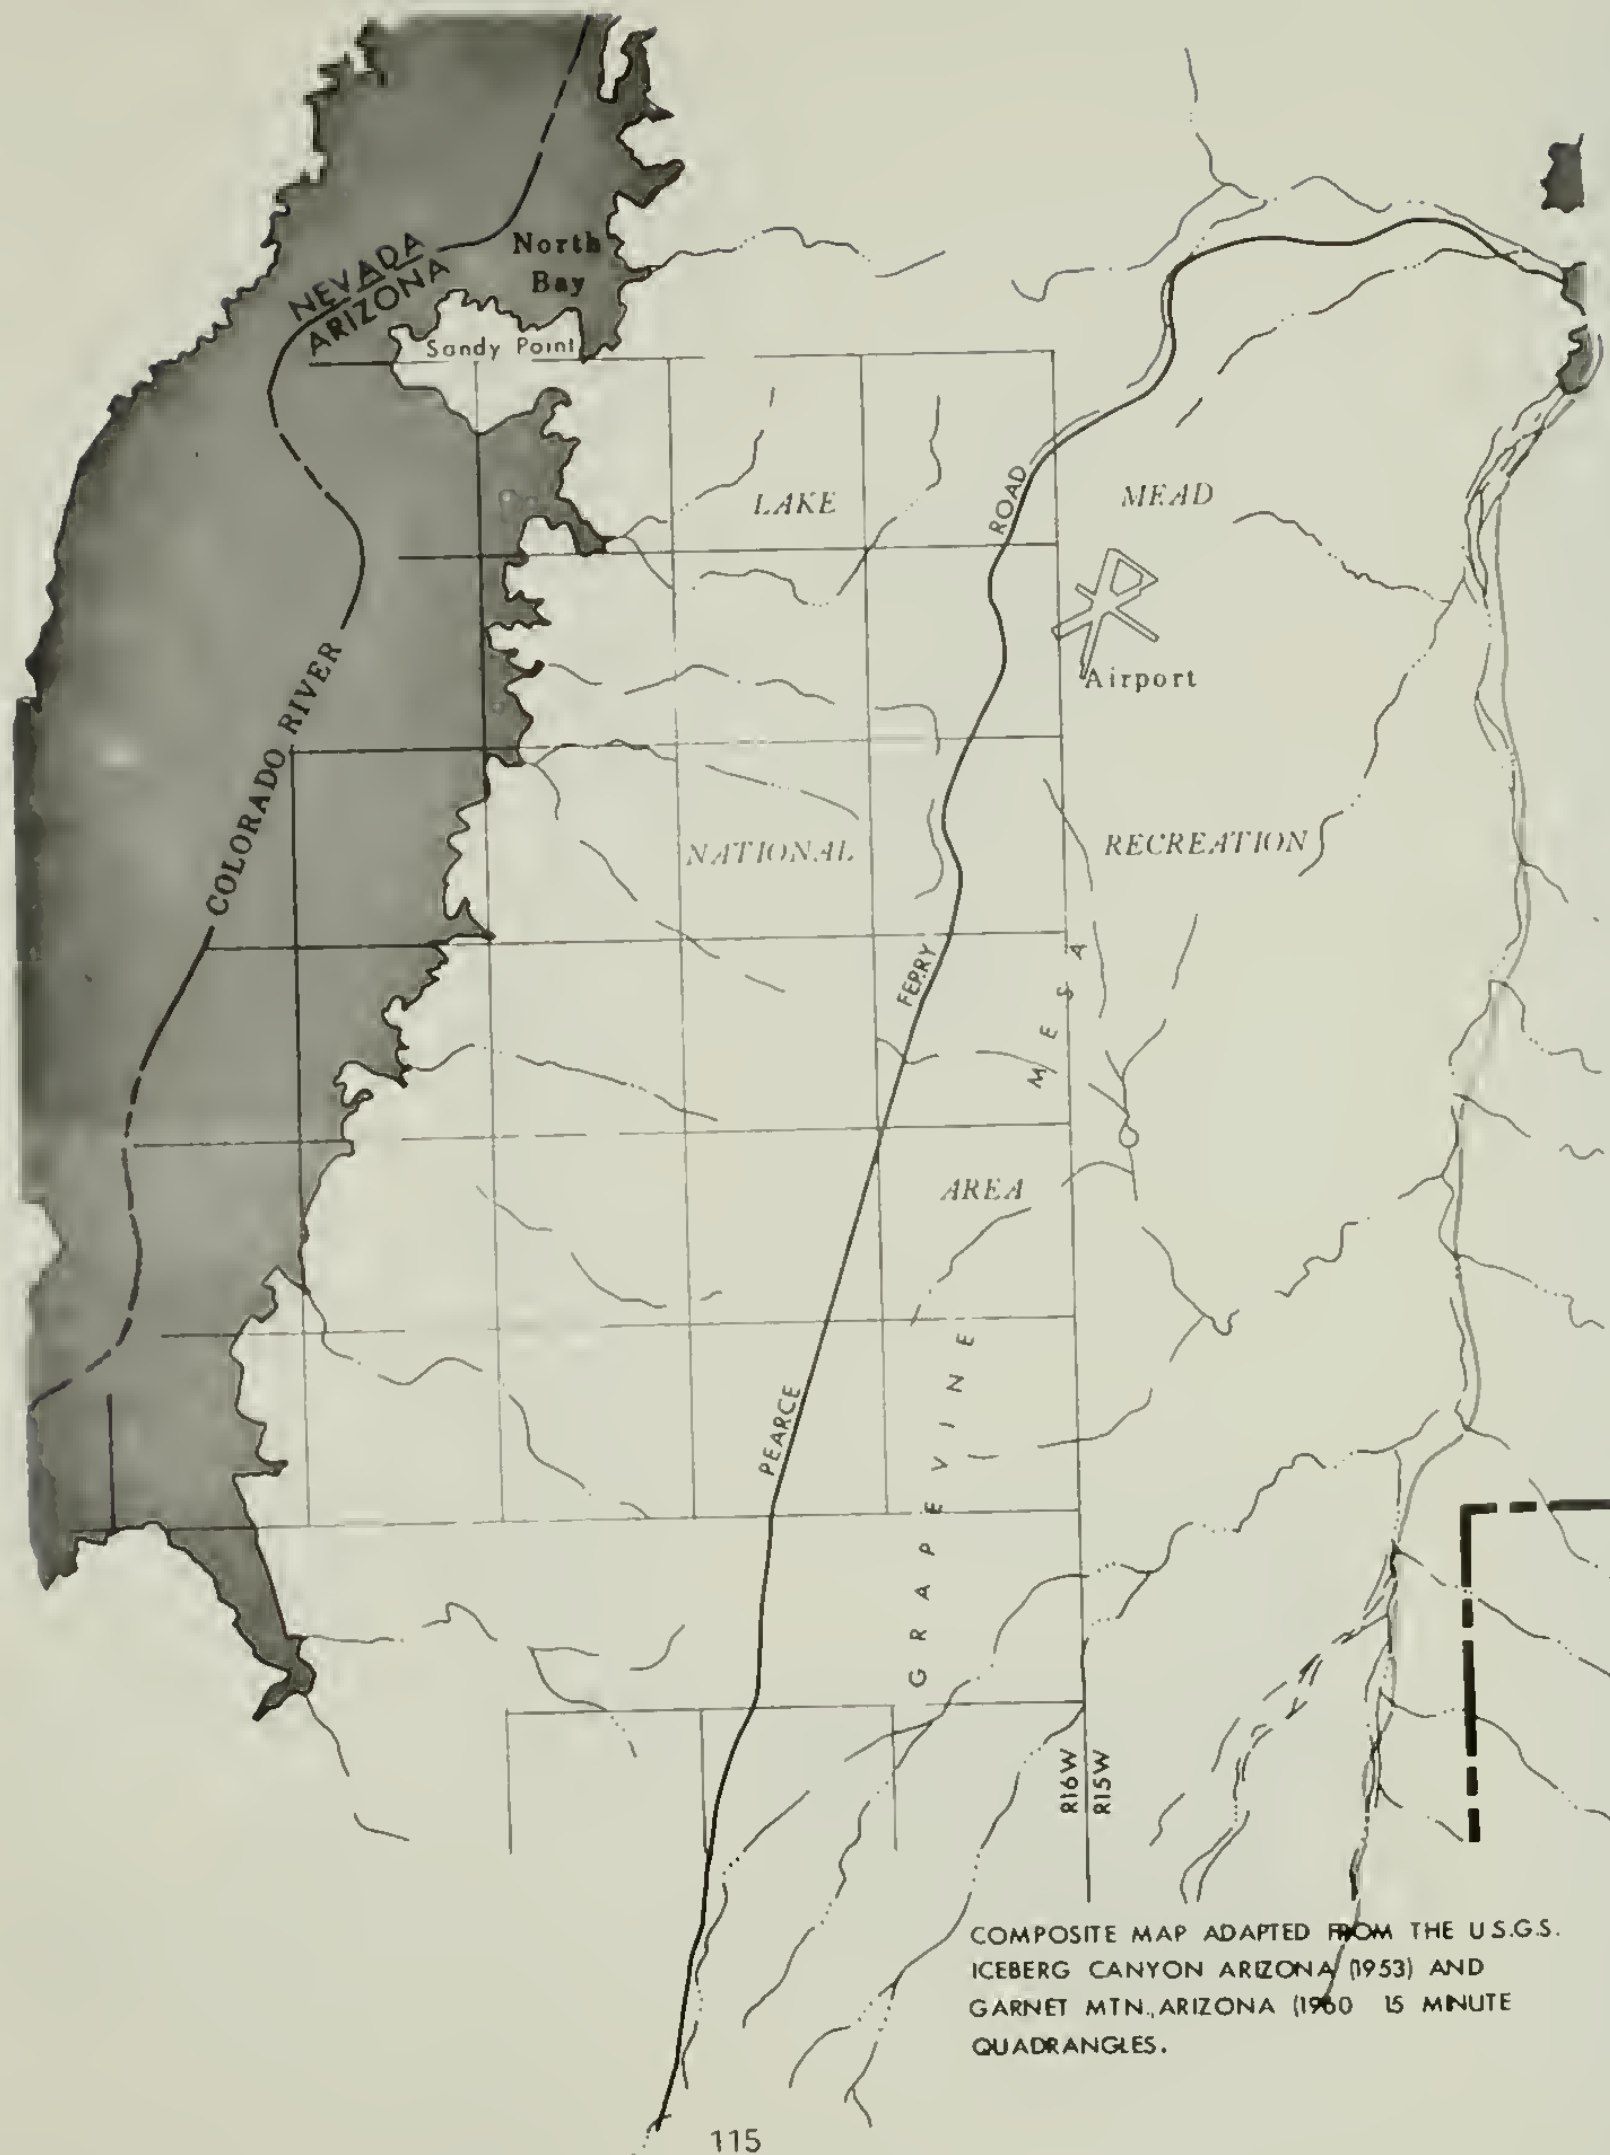 NEVADA
ARIZONA
North
Bay
Sandy Point
LAKE
MEAD
ROAD
Airport
COLORADO RIVER
NATIONAL
RECREATION
FERRY
MESA
AREA
PEARCE
GRAPEVINE
R16W
R15W
COMPOSITE MAP ADAPTED FROM THE U.S.G.S.
ICEBERG CANYON ARIZONA (1953) AND
GARNET MTN., ARIZONA (1960 15 MINUTE
QUADRANGLES.
115